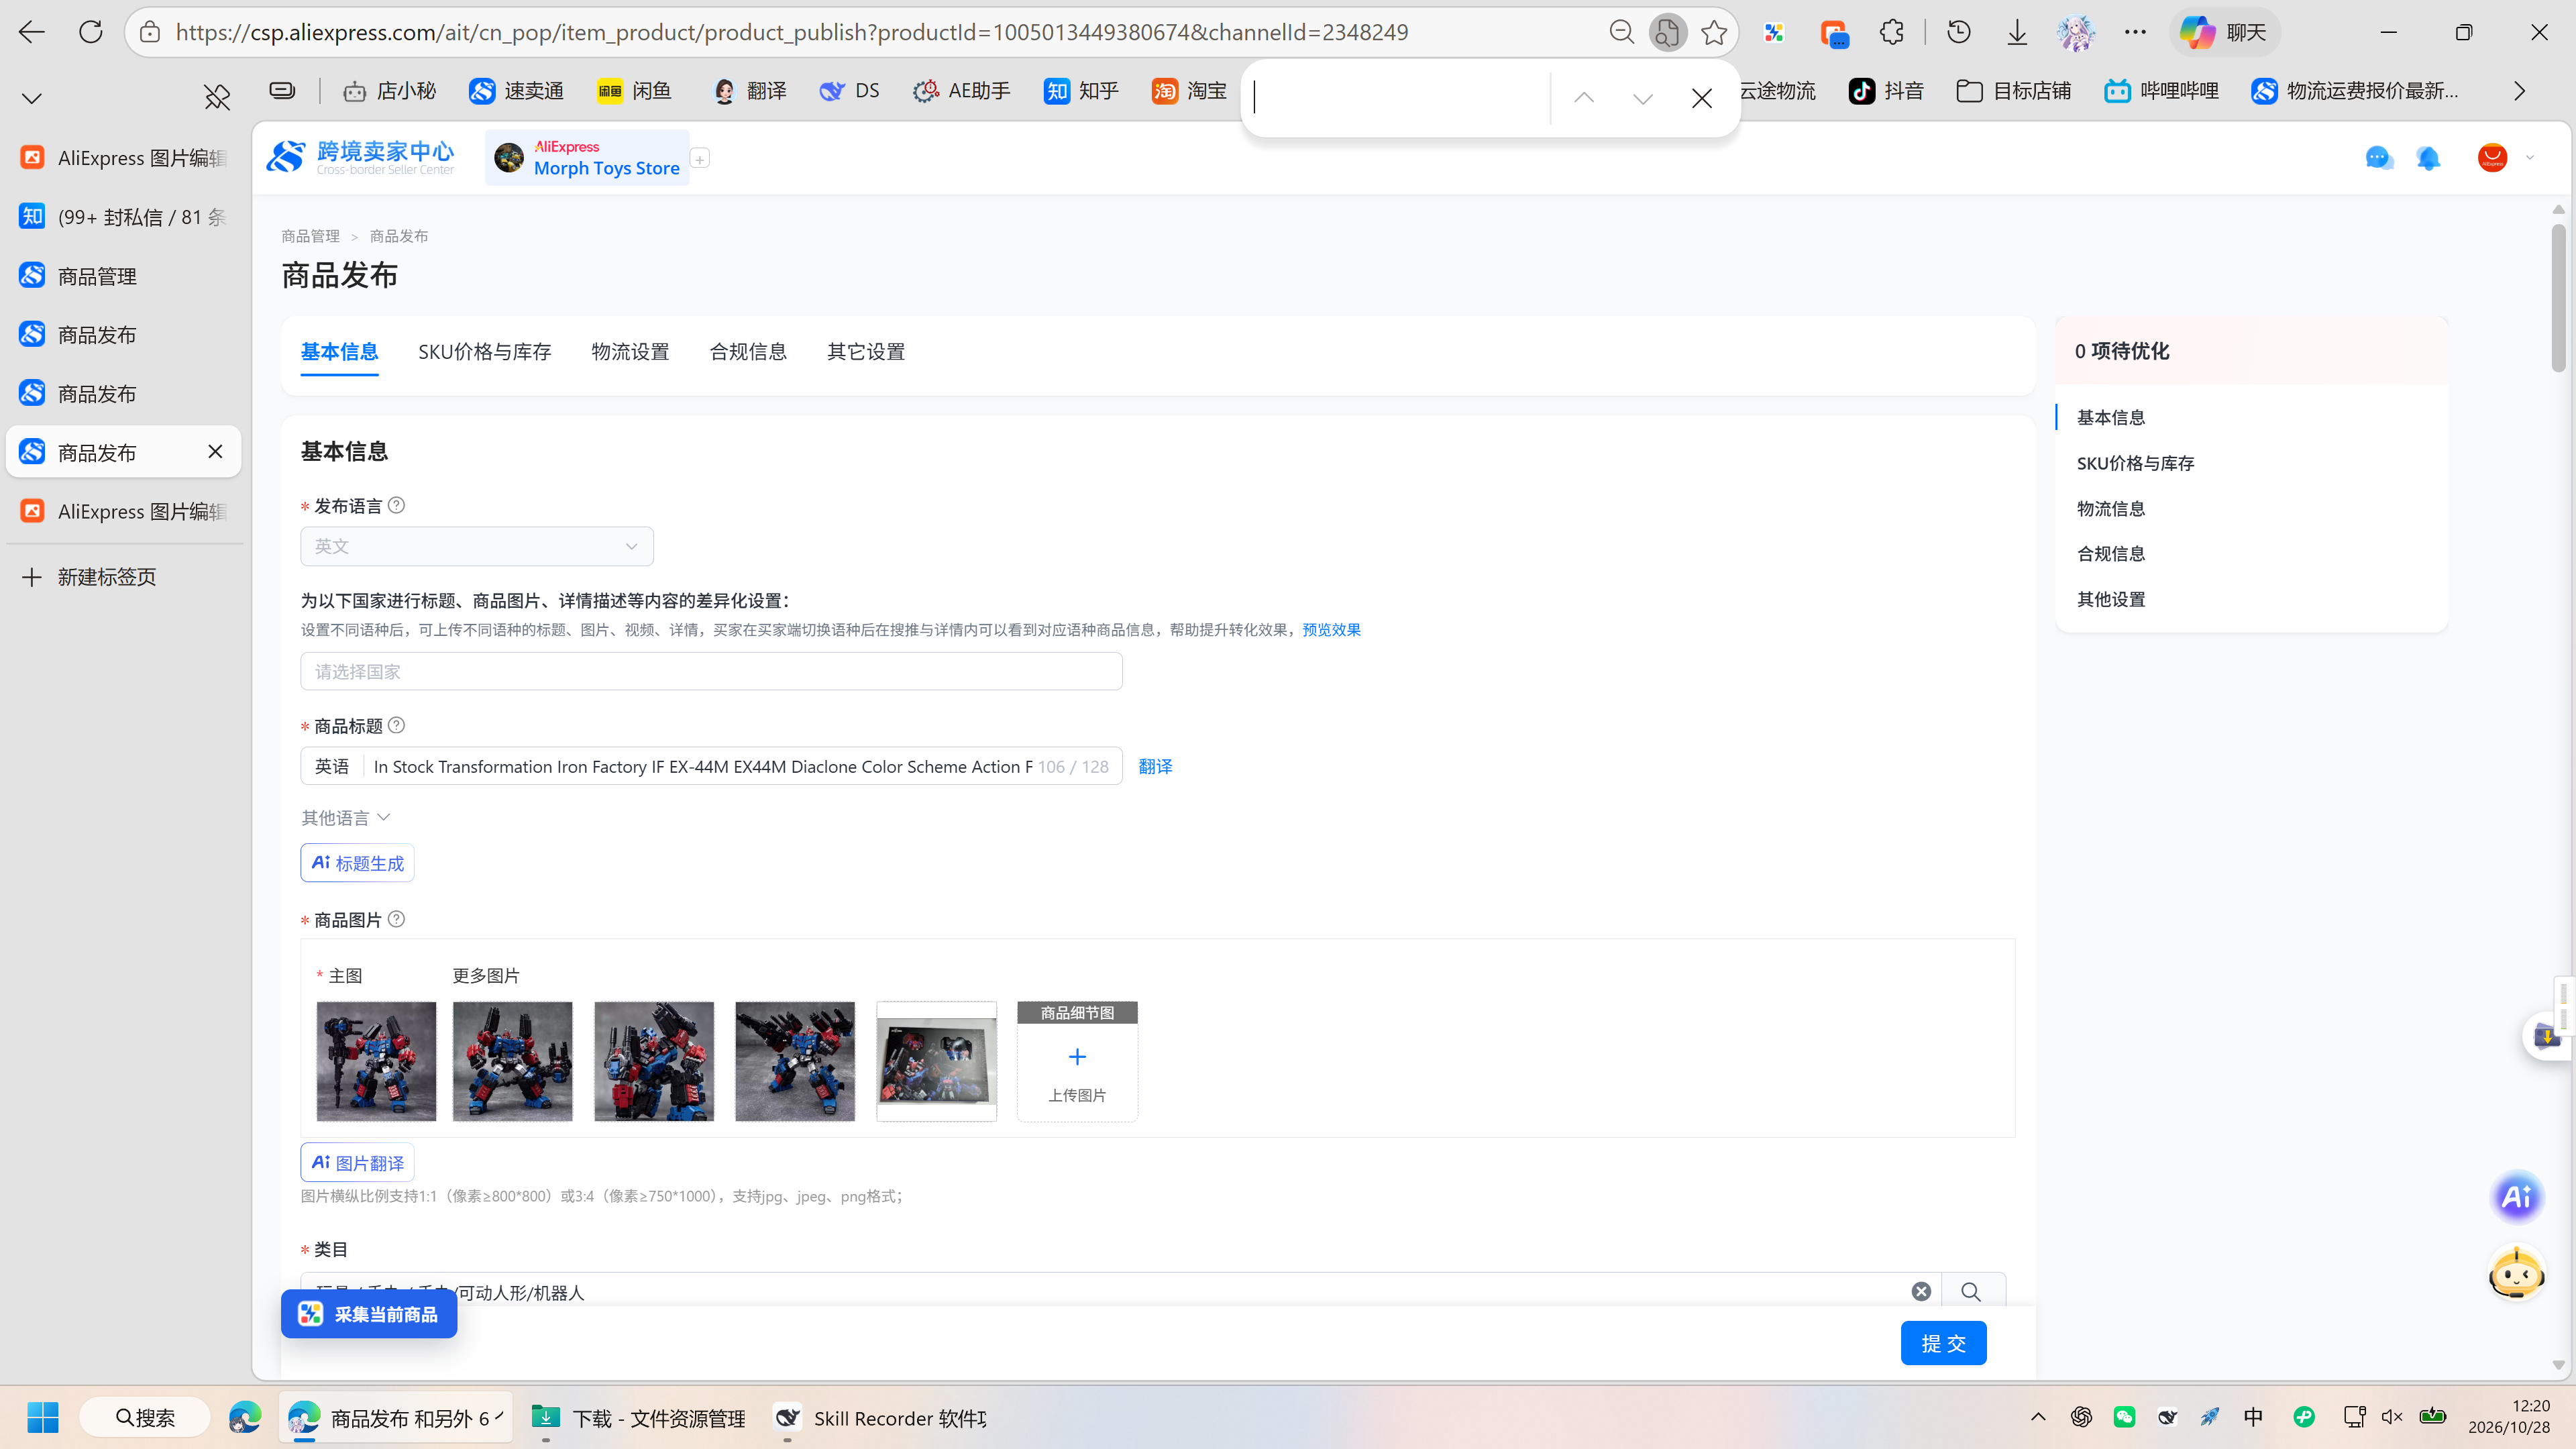 https://csp.aliexpress.com/ait/cn_pop/item_product/product_publish?productId=1005013449380674&channelId=2348249
聊天
店小秘
速卖通
闲鱼
翻译
DS
AE助手
知乎
淘宝
云途物流
抖音
目标店铺
哔哩哔哩
物流运费报价最新...
AliExpress 图片编辑
(99+ 封私信 / 81 条
商品管理
商品发布
商品发布
商品发布
AliExpress 图片编辑
新建标签页
跨境卖家中心
Cross-border Seller Center
AliExpress
Morph Toys Store
商品管理 > 商品发布
商品发布
基本信息
SKU价格与库存
物流设置
合规信息
其它设置
0 项待优化
基本信息
SKU价格与库存
物流信息
合规信息
其他设置
基本信息
* 发布语言
英文
为以下国家进行标题、商品图片、详情描述等内容的差异化设置：
设置不同语种后，可上传不同语种的标题、图片、视频、详情，买家在买家端切换语种后在搜推与详情内可以看到对应语种商品信息，帮助提升转化效果，预览效果
请选择国家
* 商品标题
英语 In Stock Transformation Iron Factory IF EX-44M EX44M Diaclone Color Scheme Action F 106 / 128 翻译
其他语言
Ai 标题生成
* 商品图片
* 主图
更多图片
商品细节图
上传图片
Ai 图片翻译
图片横纵比例支持1:1（像素≥800*800）或3:4（像素≥750*1000），支持jpg、jpeg、png格式；
* 类目
/可动人形/机器人
采集当前商品
提 交
Ai
搜索
商品发布 和另外 6
下载 - 文件资源管理
Skill Recorder 软件
中
12:20
2026/10/28